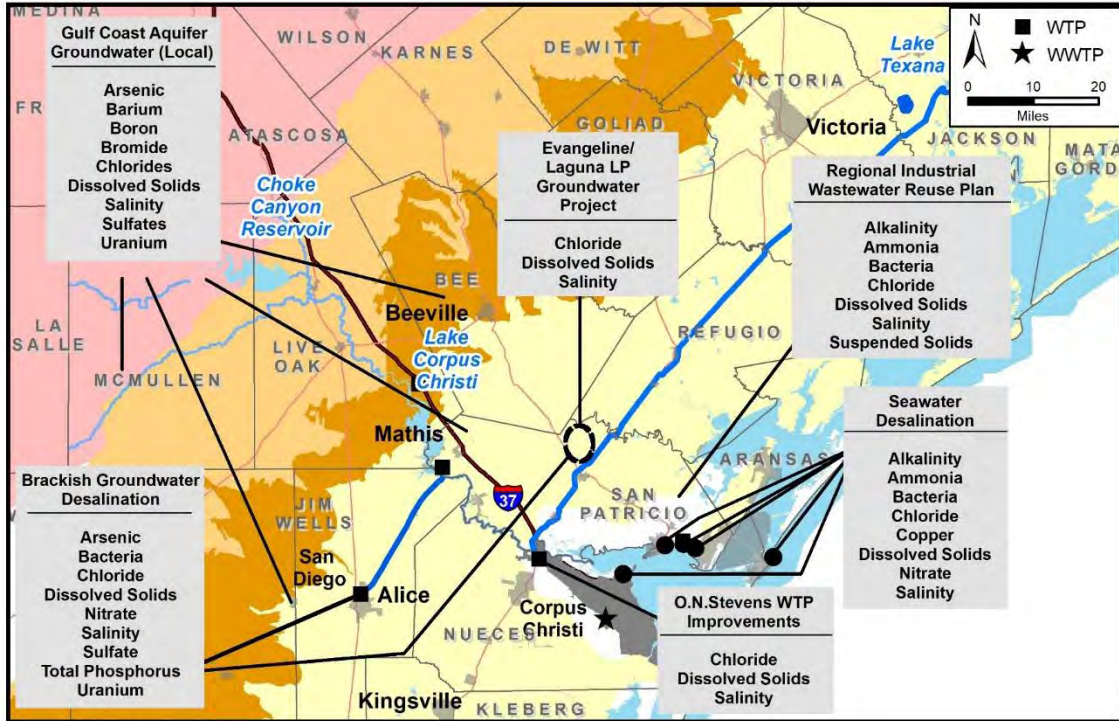 MEDINA
WILSON
KARNES
DE WITT
VICTORIA
Lake
Texana
N
WTP
WWTP
0
10
20
Miles
Gulf Coast Aquifer
Groundwater (Local)
Arsenic
Barium
Boron
Bromide
Chlorides
Dissolved Solids
Salinity
Sulfates
Uranium
FR
ATASCOSA
GOLIAD
Victoria
JACKSON
MATA
GORD
Choke
Canyon
Reservoir
Evangeline/
Laguna LP
Groundwater
Project
Chloride
Dissolved Solids
Salinity
Regional Industrial
Wastewater Reuse Plan
Alkalinity
Ammonia
Bacteria
Chloride
Dissolved Solids
Salinity
Suspended Solids
BEE
Beeville
LA
SALLE
LIVE
OAK
Lake
Corpus
Christi
REFUGIO
MCMULLEN
Mathis
Seawater
Desalination
Alkalinity
Ammonia
Bacteria
Chloride
Copper
Dissolved Solids
Nitrate
Salinity
ARANSAS
Brackish Groundwater
Desalination
Arsenic
Bacteria
Chloride
Dissolved Solids
Nitrate
Salinity
Sulfate
Total Phosphorus
Uranium
JIM
WELLS
37
SAN
PATRICIO
San
Diego
Alice
Corpus
Christi
NUECES
O.N.Stevens WTP
Improvements
Chloride
Dissolved Solids
Salinity
Kingsville
KLEBERG